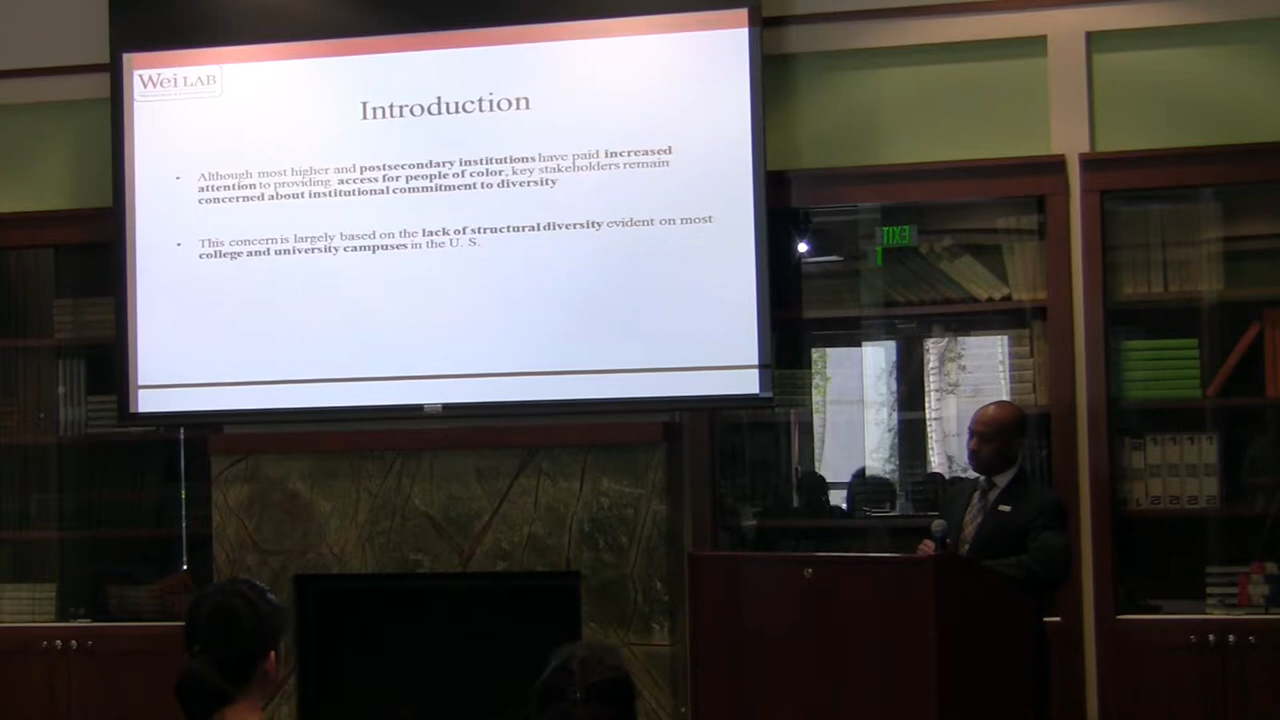 Wei LAB
Introduction
• Although most higher and postsecondary institutions have paid increased
attention to providing access for people of color, key stakeholders remain
concerned about institutional commitment to diversity
• This concern is largely based on the lack of structural diversity evident on most
college and university campuses in the U. S.
EXIT